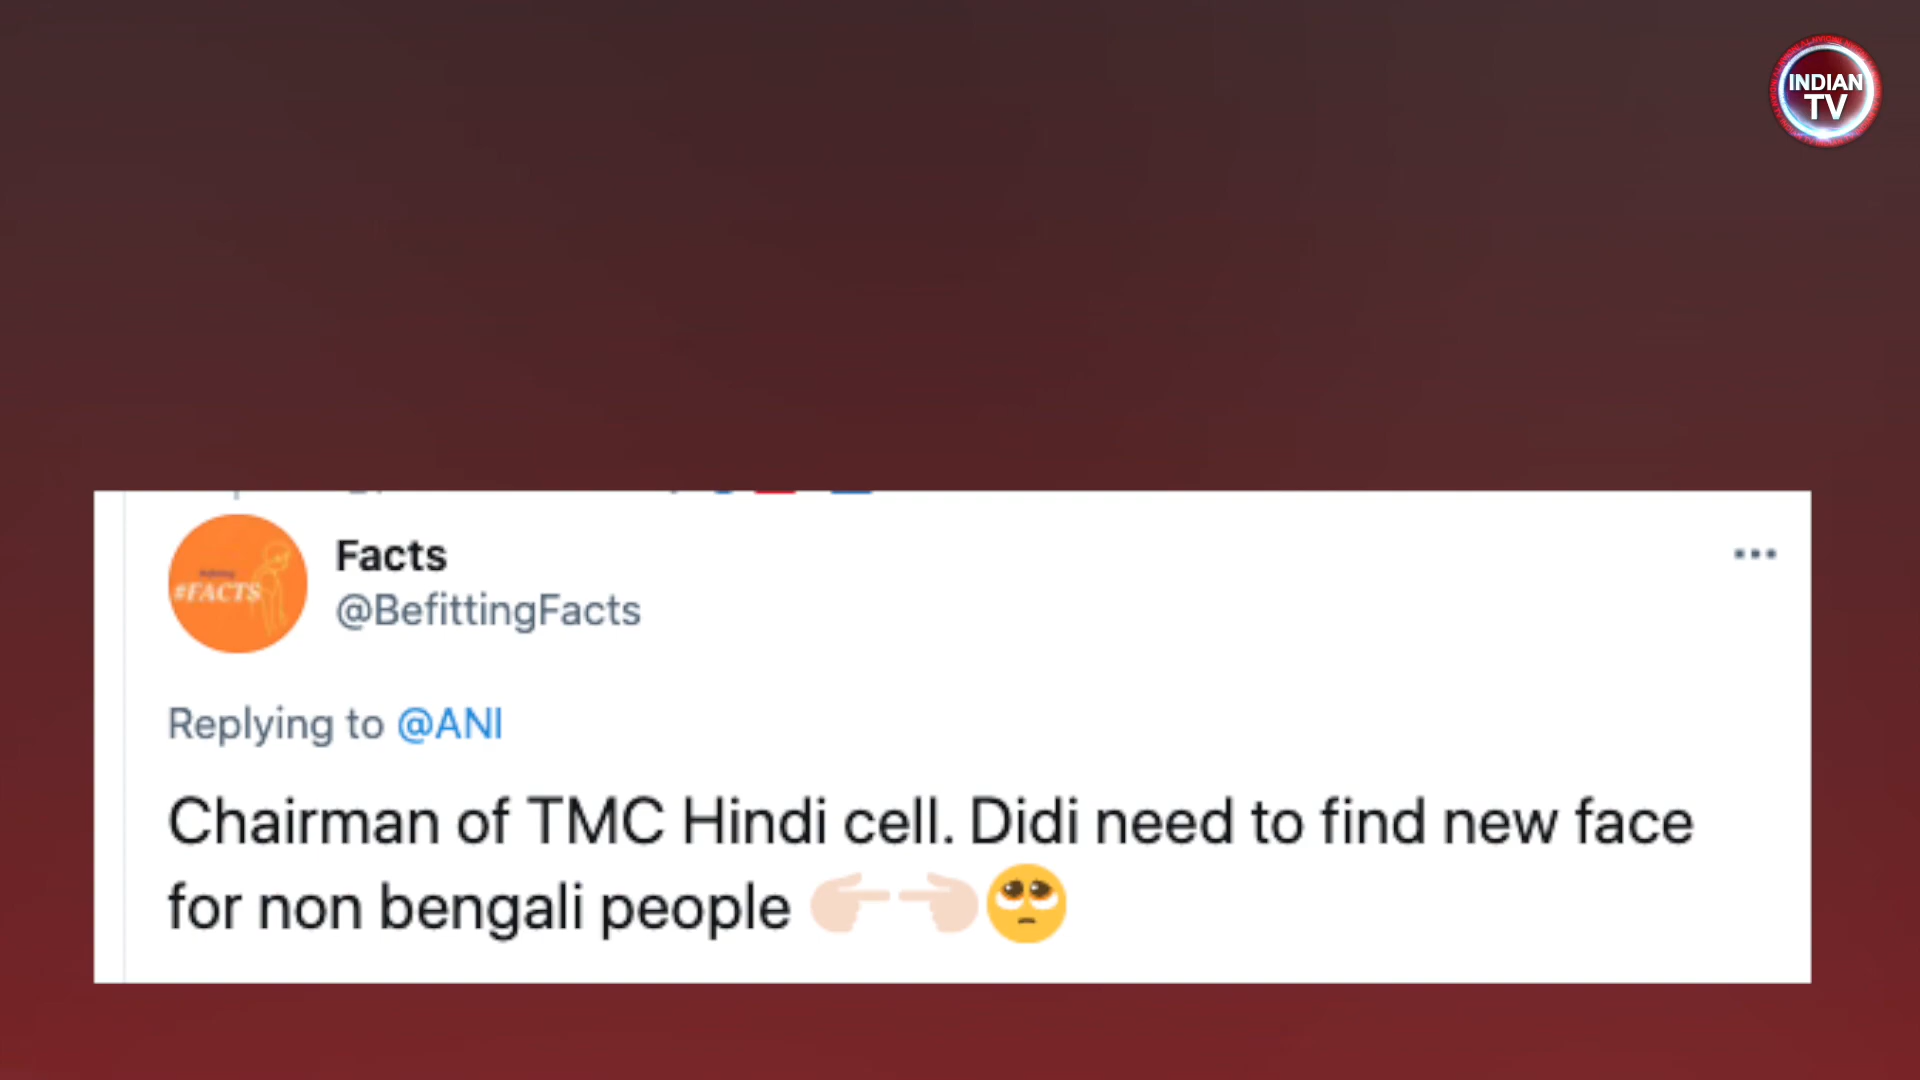 INDIAN
TV
Facts
@BefittingFacts
#FACTS
Replying to @ANI
Chairman of TMC Hindi cell. Didi need to find new face
for non bengali people 👉🏻👈🏻🥺